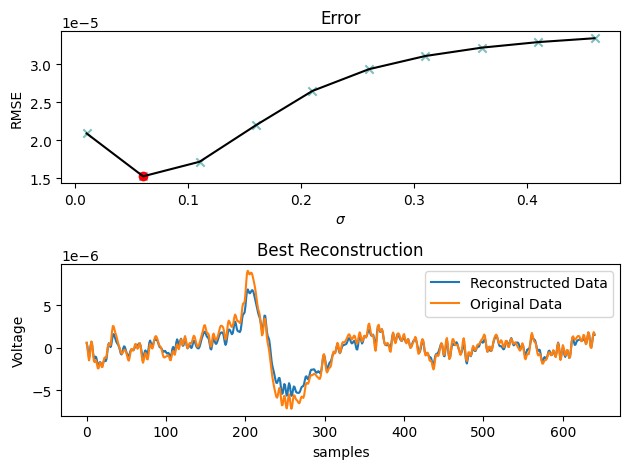 Error
1e−5
RMSE
3.0
2.5
2.0
1.5
0.0 0.1 0.2 0.3 0.4
σ
Best Reconstruction
1e−6
Voltage
5
0
−5
Reconstructed Data
Original Data
0 100 200 300 400 500 600
samples